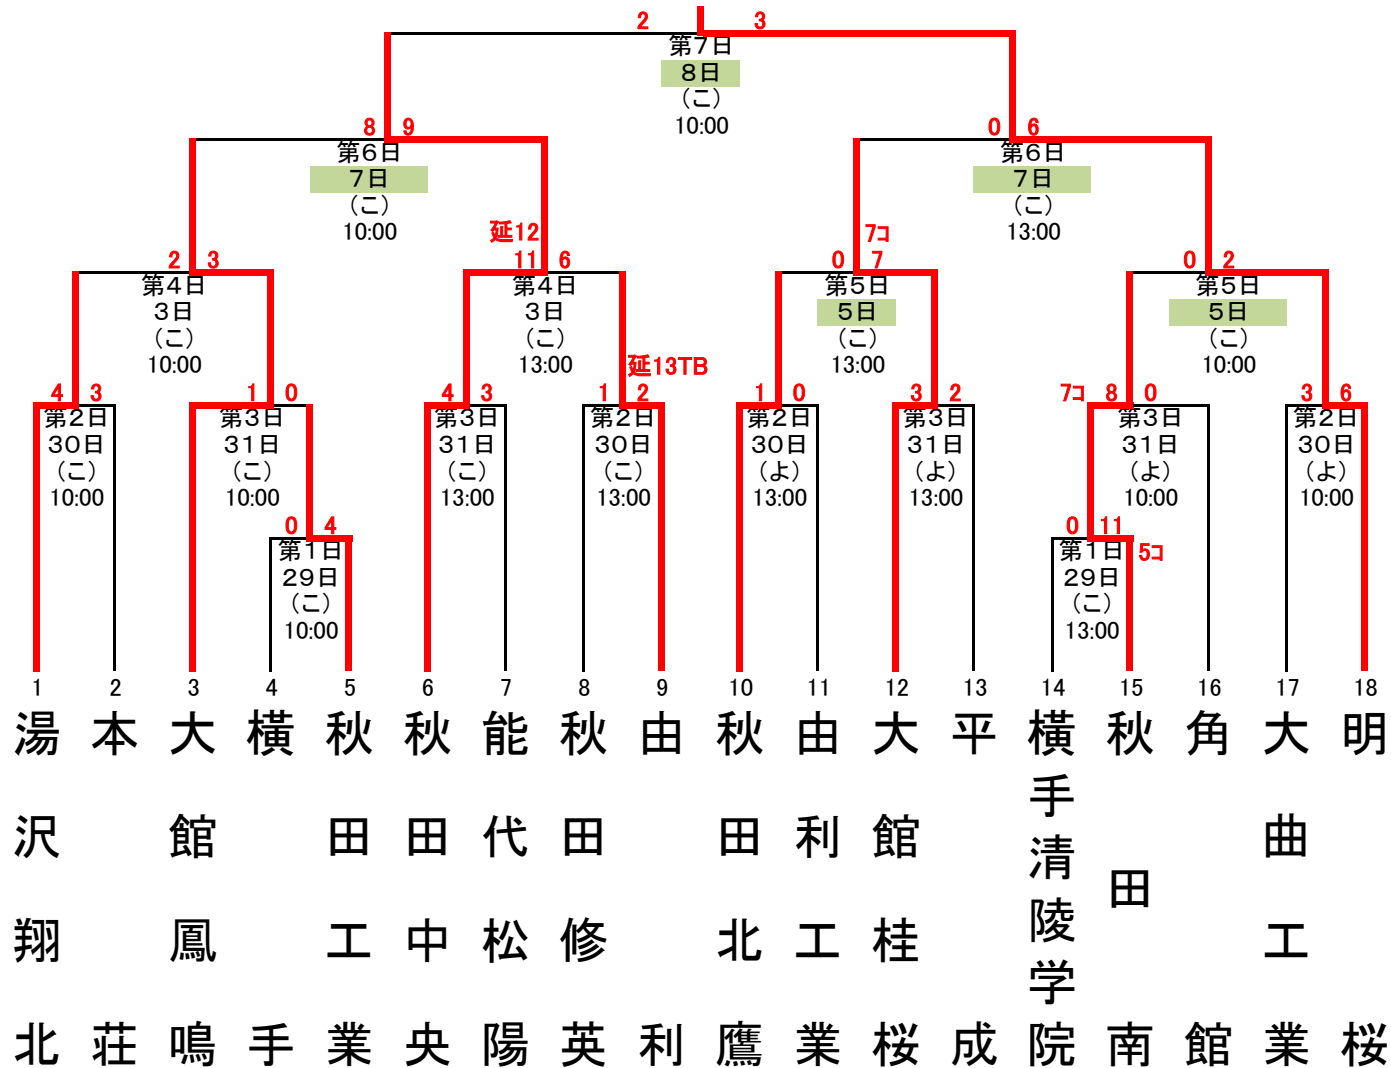 2 3
第7日
8日
（こ）
10:00
8 9
第6日
7日
（こ）
10:00
0 6
第6日
7日
（こ）
13:00
2 3
第4日
3日
（こ）
10:00
延12
11 6
第4日
3日
（こ）
13:00
7コ
0 7
第5日
5日
（こ）
13:00
0 2
第5日
5日
（こ）
10:00
4 3
第2日
30日
（こ）
10:00
1 0
第3日
31日
（こ）
10:00
4 3
第3日
31日
（こ）
13:00
延13TB
1 2
第2日
30日
（こ）
13:00
1 0
第2日
30日
（よ）
13:00
3 2
第3日
31日
（よ）
13:00
7コ 8 0
第3日
31日
（よ）
10:00
3 6
第2日
30日
（よ）
10:00
0 4
第1日
29日
（こ）
10:00
0 11
5コ
第1日
29日
（こ）
13:00
1 2 3 4 5 6 7 8 9 10 11 12 13 14 15 16 17 18
湯沢翔北
本荘
大館鳳鳴
横手
秋田工業
秋田中央
能代松陽
秋田修英
由利
秋田北鷹
由利工業
大館桂桜
平成
横手清陵学院
秋田南
角館
大曲工業
明桜